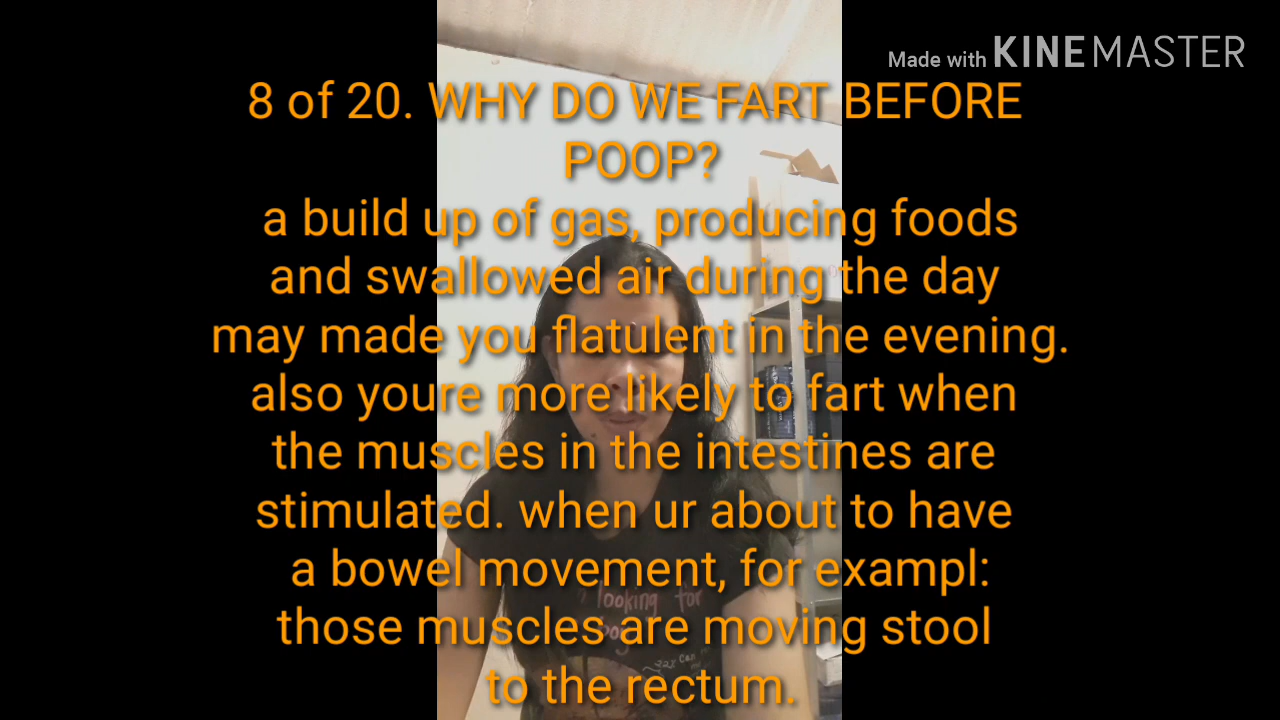 Made with KINEMASTER
8 of 20. WHY DO WE FART BEFORE
POOP?
a build up of gas, producing foods
and swallowed air during the day
may made you flatulent in the evening.
also youre more likely to fart when
the muscles in the intestines are
stimulated. when ur about to have
a bowel movement, for exampl:
those muscles are moving stool
to the rectum.
looking for